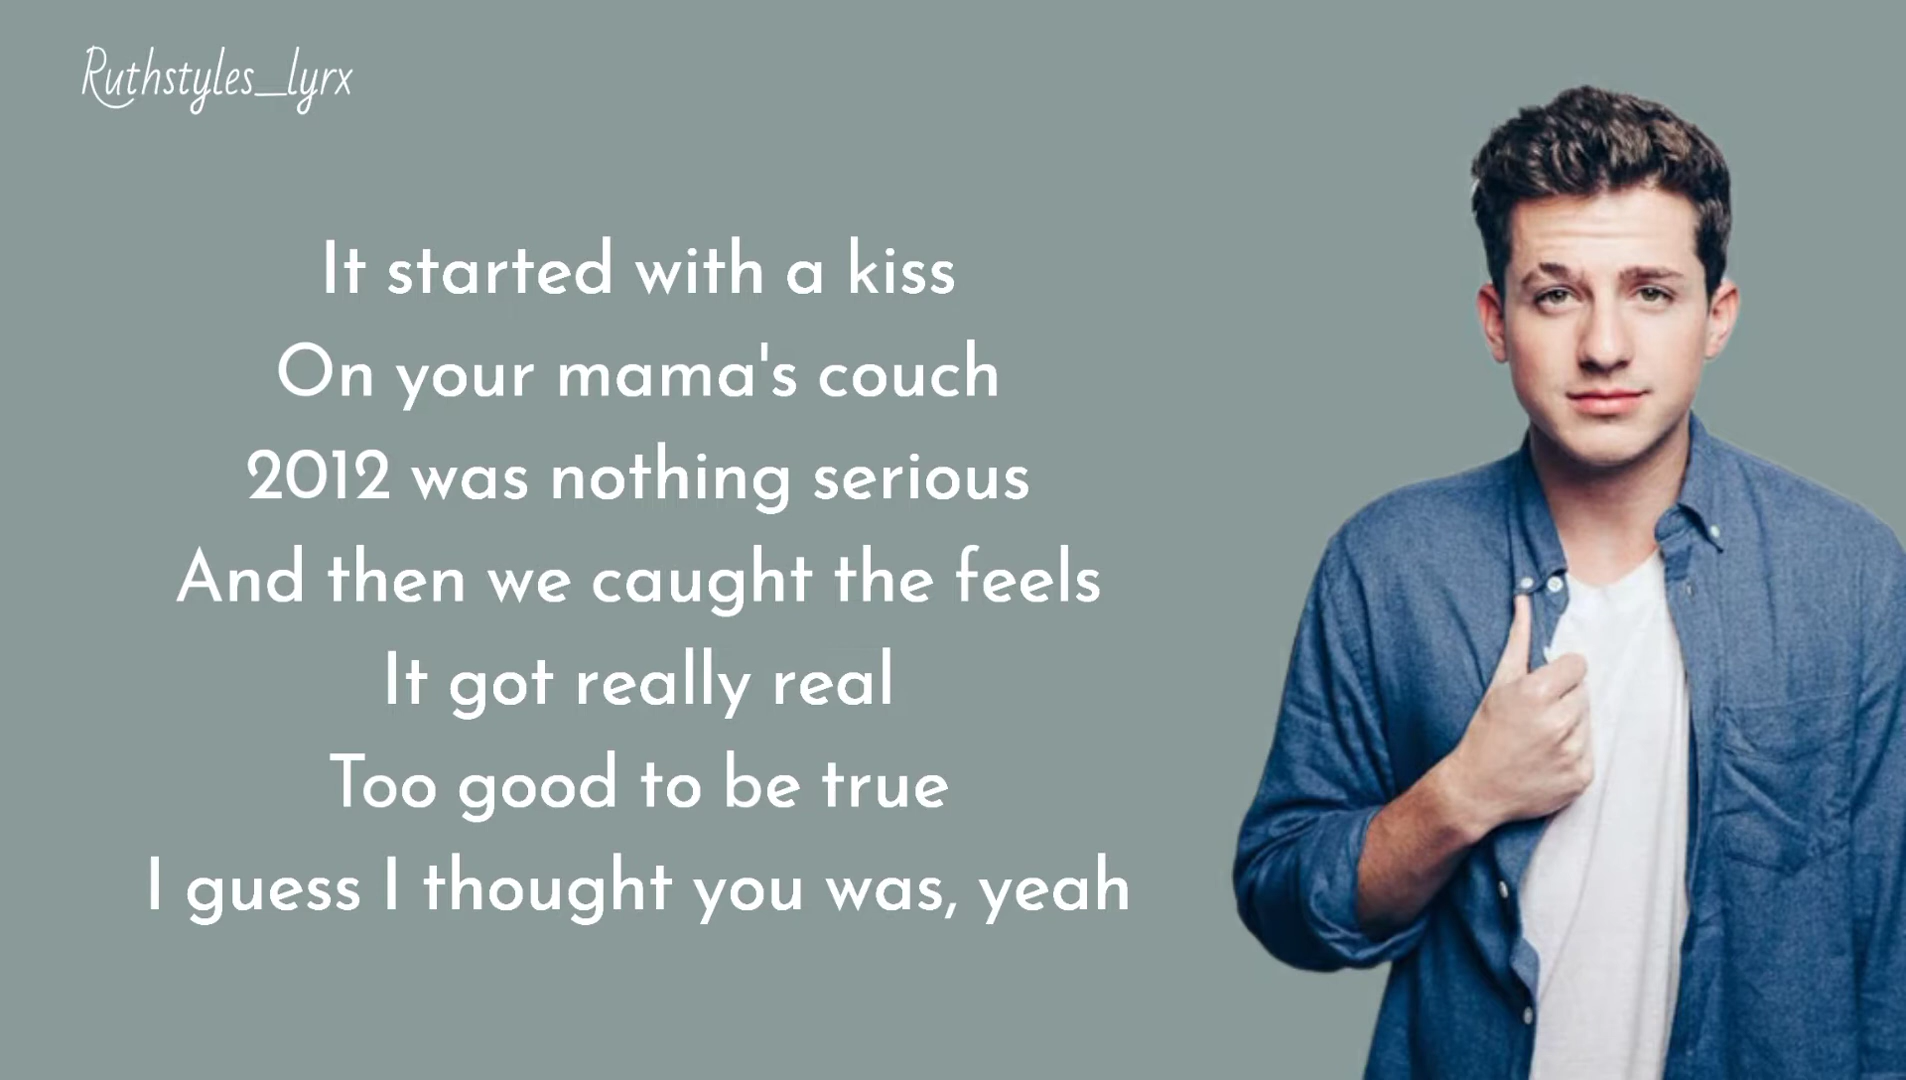 Ruthstyles_lyrx
It started with a kiss
On your mama's couch
2012 was nothing serious
And then we caught the feels
It got really real
Too good to be true
I guess I thought you was, yeah